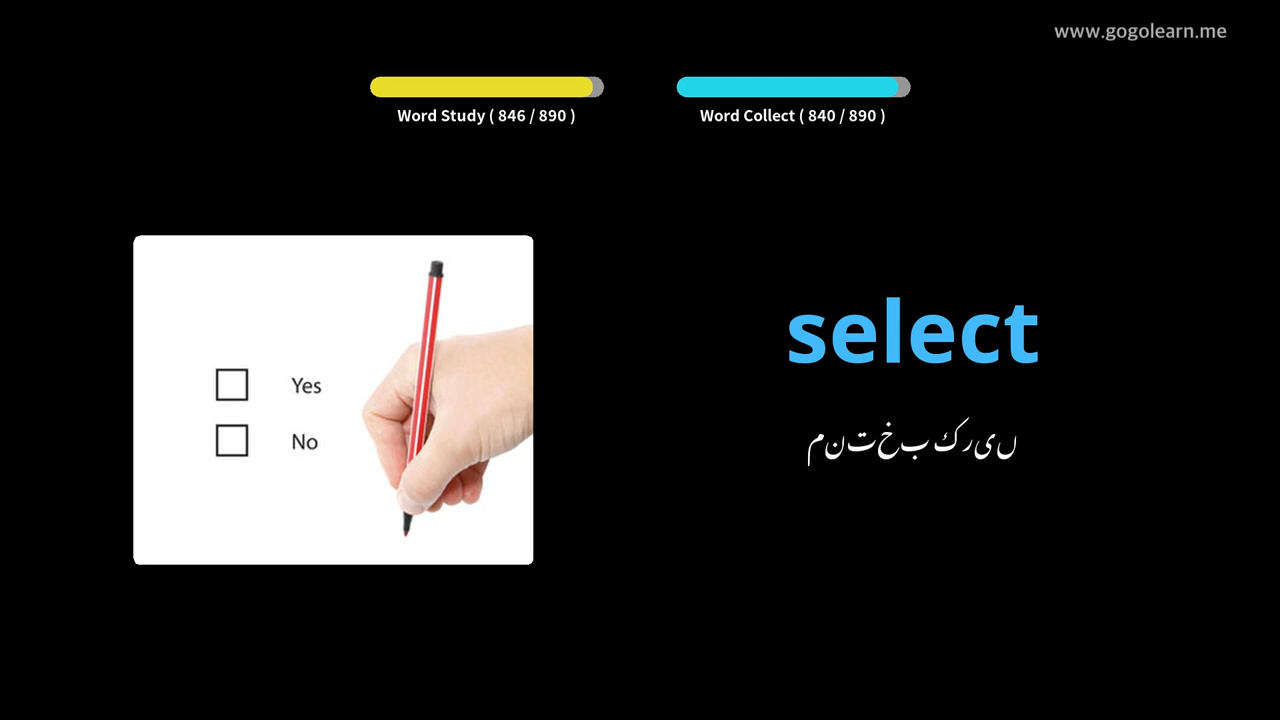 www.gogolearn.me
Word Study ( 846 / 890 )
Word Collect ( 840 / 890 )
Yes
No
select
منتخب کریں